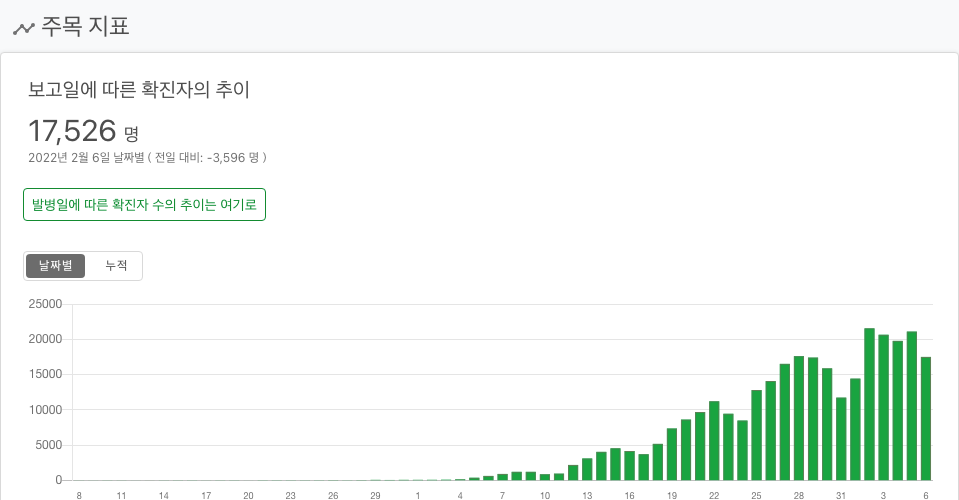 주목 지표
보고일에 따른 확진자의 추이
17,526 명
2022년 2월 6일 날짜별 ( 전일 대비: -3,596 명 )
발병일에 따른 확진자 수의 추이는 여기로
날짜별 누적
25000
20000
15000
10000
5000
0
8 11 14 17 20 23 26 29 1 4 7 10 13 16 19 22 25 28 31 3 6